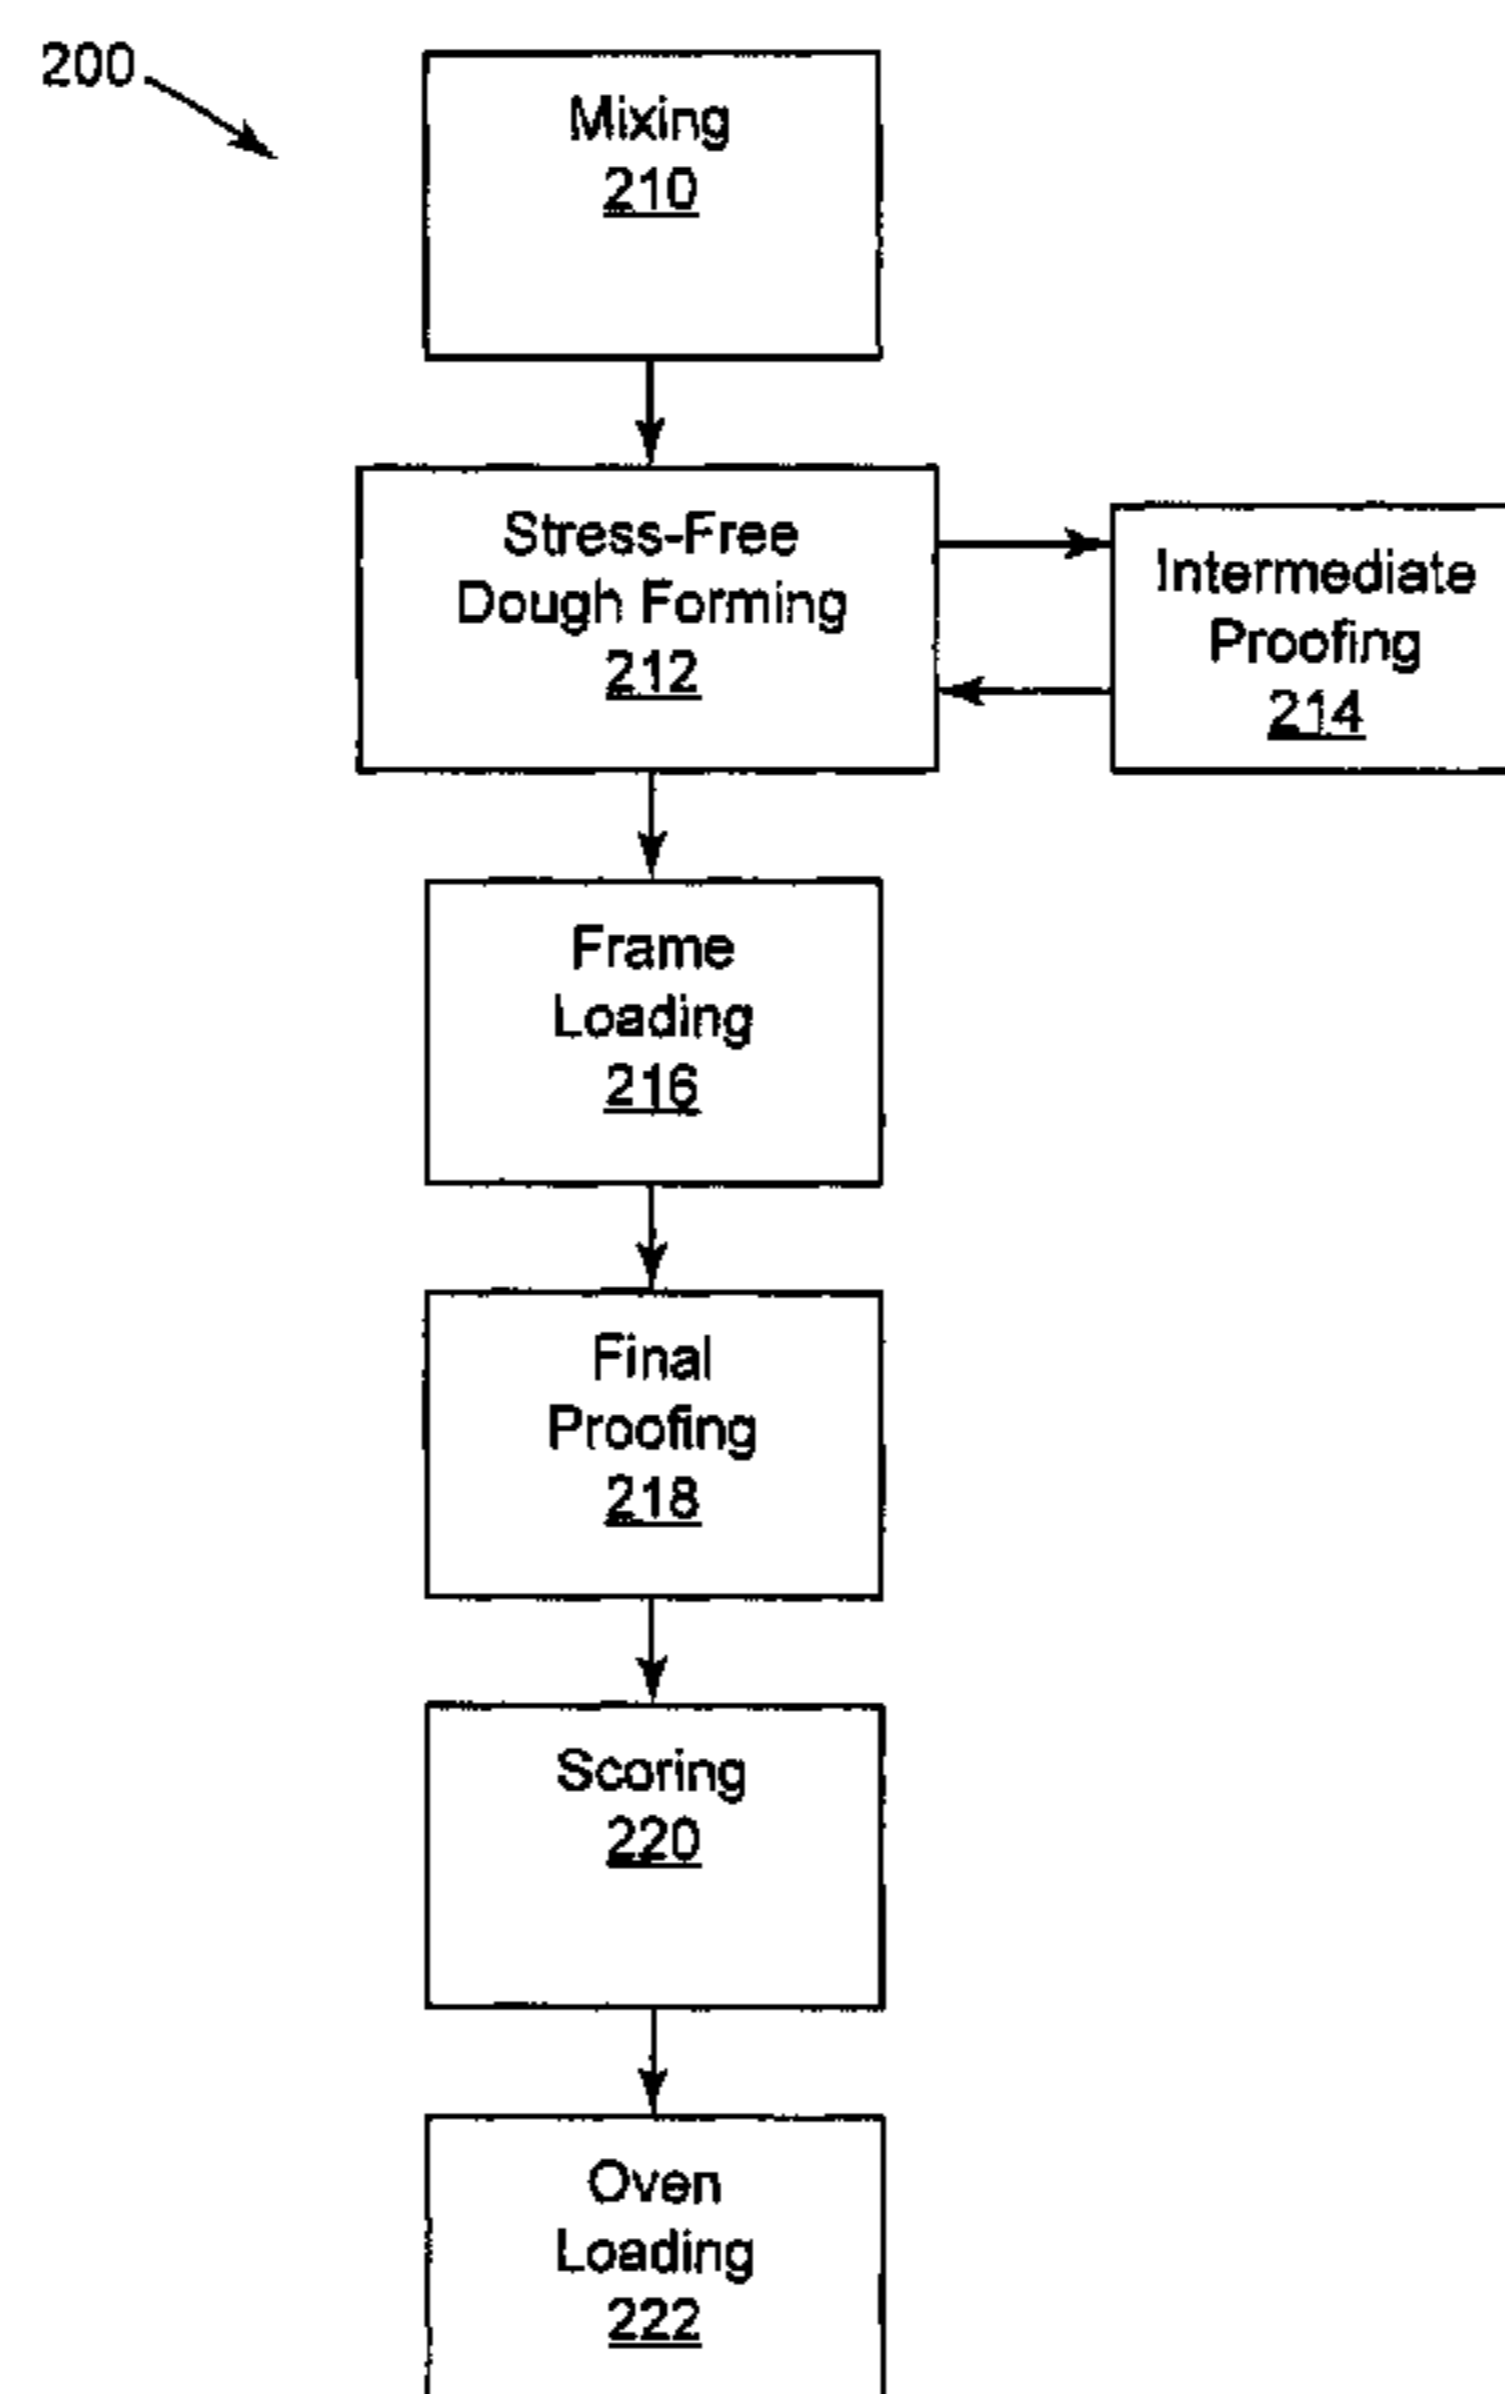 200
Mixing
210
Stress-Free
Dough Forming
212
Intermediate
Proofing
214
Frame
Loading
216
Final
Proofing
218
Scoring
220
Oven
Loading
222